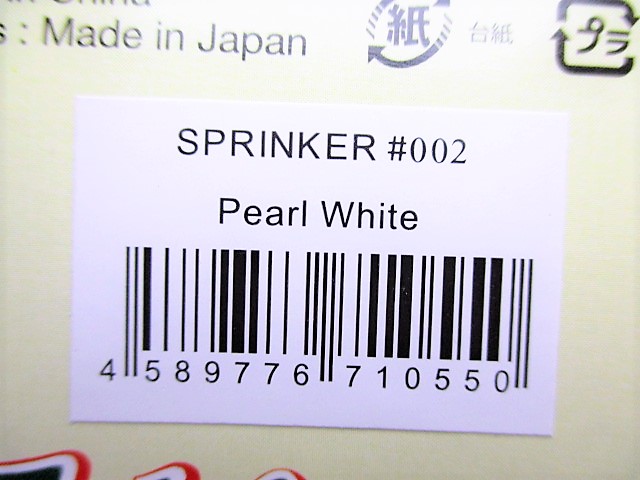 China
: Made in Japan
紙
台紙
プラ
SPRINKER #002
Pearl White
4 589776 710550